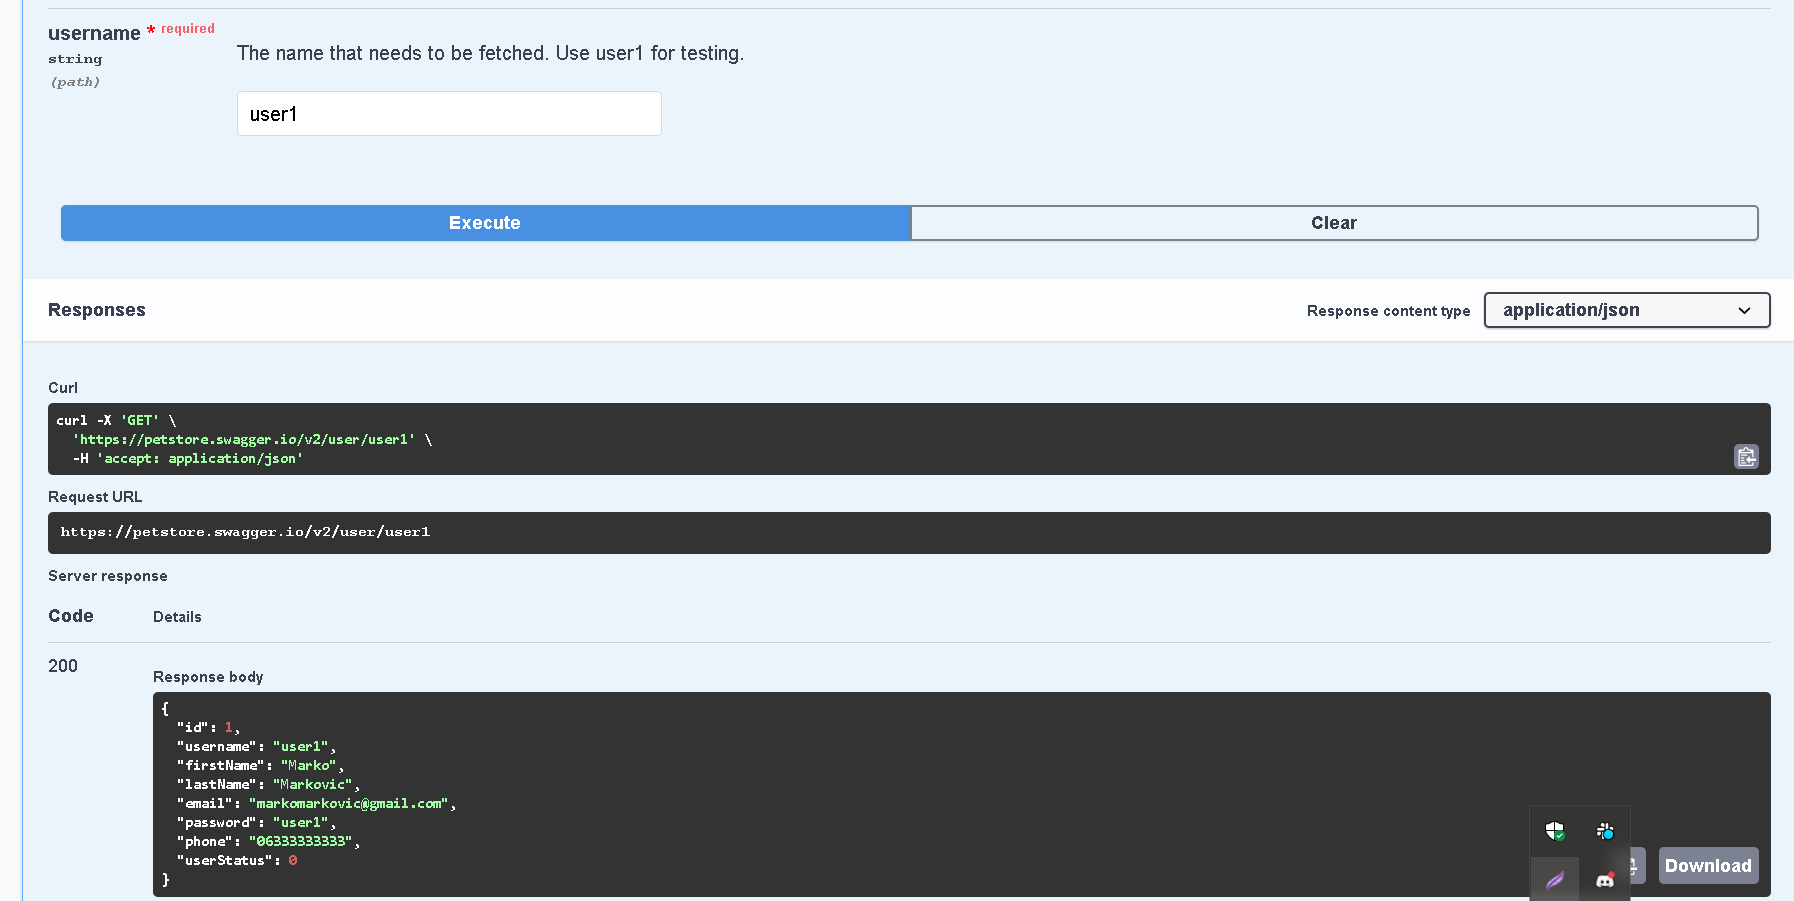 username * required
string
(path)
The name that needs to be fetched. Use user1 for testing.
user1
Execute
Clear
Responses
Response content type
application/json
Curl
curl -X 'GET' \
  'https://petstore.swagger.io/v2/user/user1' \
  -H 'accept: application/json'
Request URL
https://petstore.swagger.io/v2/user/user1
Server response
Code
Details
200
Response body
{
  "id": 1,
  "username": "user1",
  "firstName": "Marko",
  "lastName": "Markovic",
  "email": "markomarkovic@gmail.com",
  "password": "user1",
  "phone": "06333333333",
  "userStatus": 0
}
Download